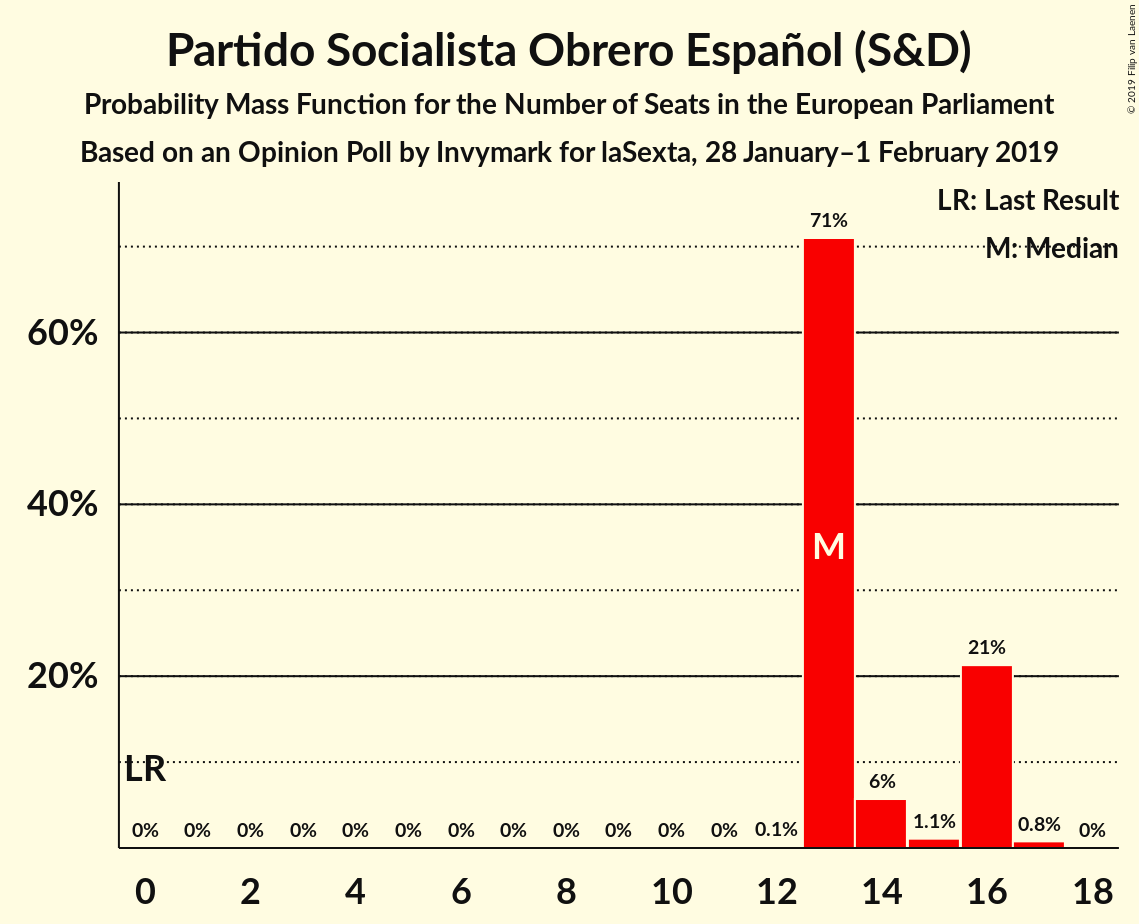 Partido Socialista Obrero Español (S&D)
Probability Mass Function for the Number of Seats in the European Parliament
Based on an Opinion Poll by Invymark for laSexta, 28 January–1 February 2019
© 2019 Filip van Laenen
LR: Last Result
M: Median
60%
40%
20%
LR
0% 0% 0% 0% 0% 0% 0% 0% 0% 0% 0% 0% 0.1% 71% 6% 1.1% 21% 0.8% 0%
M
0 2 4 6 8 10 12 14 16 18